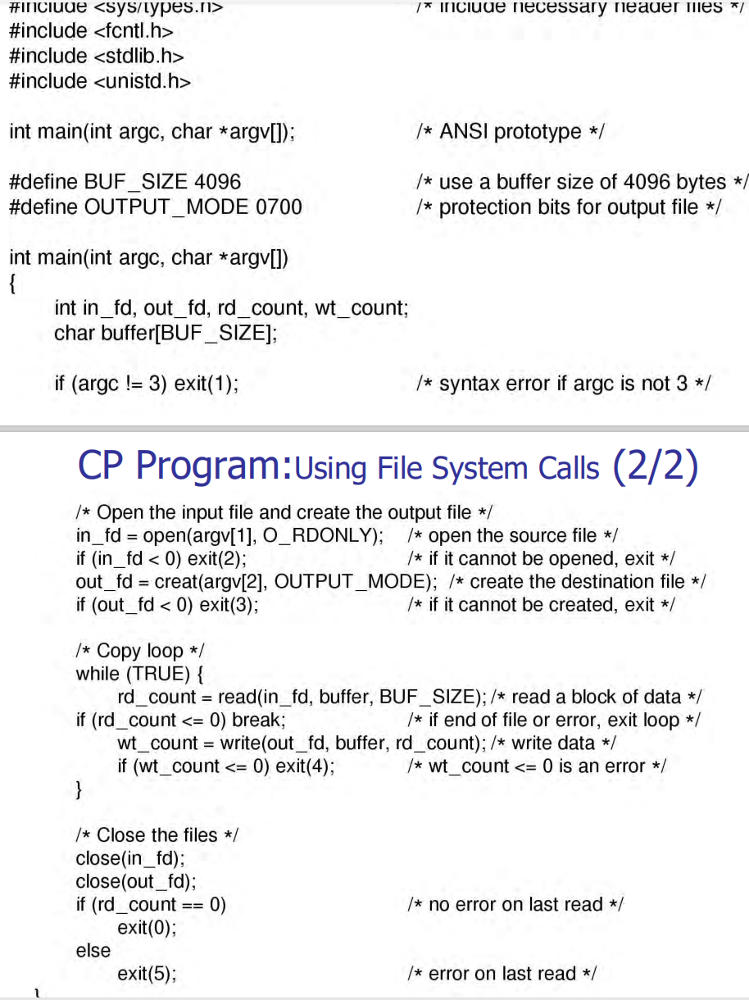 #include <sys/types.h> /* include necessary header files */
#include <fcntl.h>
#include <stdlib.h>
#include <unistd.h>
int main(int argc, char *argv[]); /* ANSI prototype */
#define BUF_SIZE 4096 /* use a buffer size of 4096 bytes */
#define OUTPUT_MODE 0700 /* protection bits for output file */
int main(int argc, char *argv[])
{
int in_fd, out_fd, rd_count, wt_count;
char buffer[BUF_SIZE];
if (argc != 3) exit(1); /* syntax error if argc is not 3 */
CP Program:Using File System Calls (2/2)
/* Open the input file and create the output file */
in_fd = open(argv[1], O_RDONLY); /* open the source file */
if (in_fd < 0) exit(2); /* if it cannot be opened, exit */
out_fd = creat(argv[2], OUTPUT_MODE); /* create the destination file */
if (out_fd < 0) exit(3); /* if it cannot be created, exit */
/* Copy loop */
while (TRUE) {
rd_count = read(in_fd, buffer, BUF_SIZE); /* read a block of data */
if (rd_count <= 0) break; /* if end of file or error, exit loop */
wt_count = write(out_fd, buffer, rd_count); /* write data */
if (wt_count <= 0) exit(4); /* wt_count <= 0 is an error */
}
/* Close the files */
close(in_fd);
close(out_fd);
if (rd_count == 0) /* no error on last read */
exit(0);
else
exit(5); /* error on last read */
}